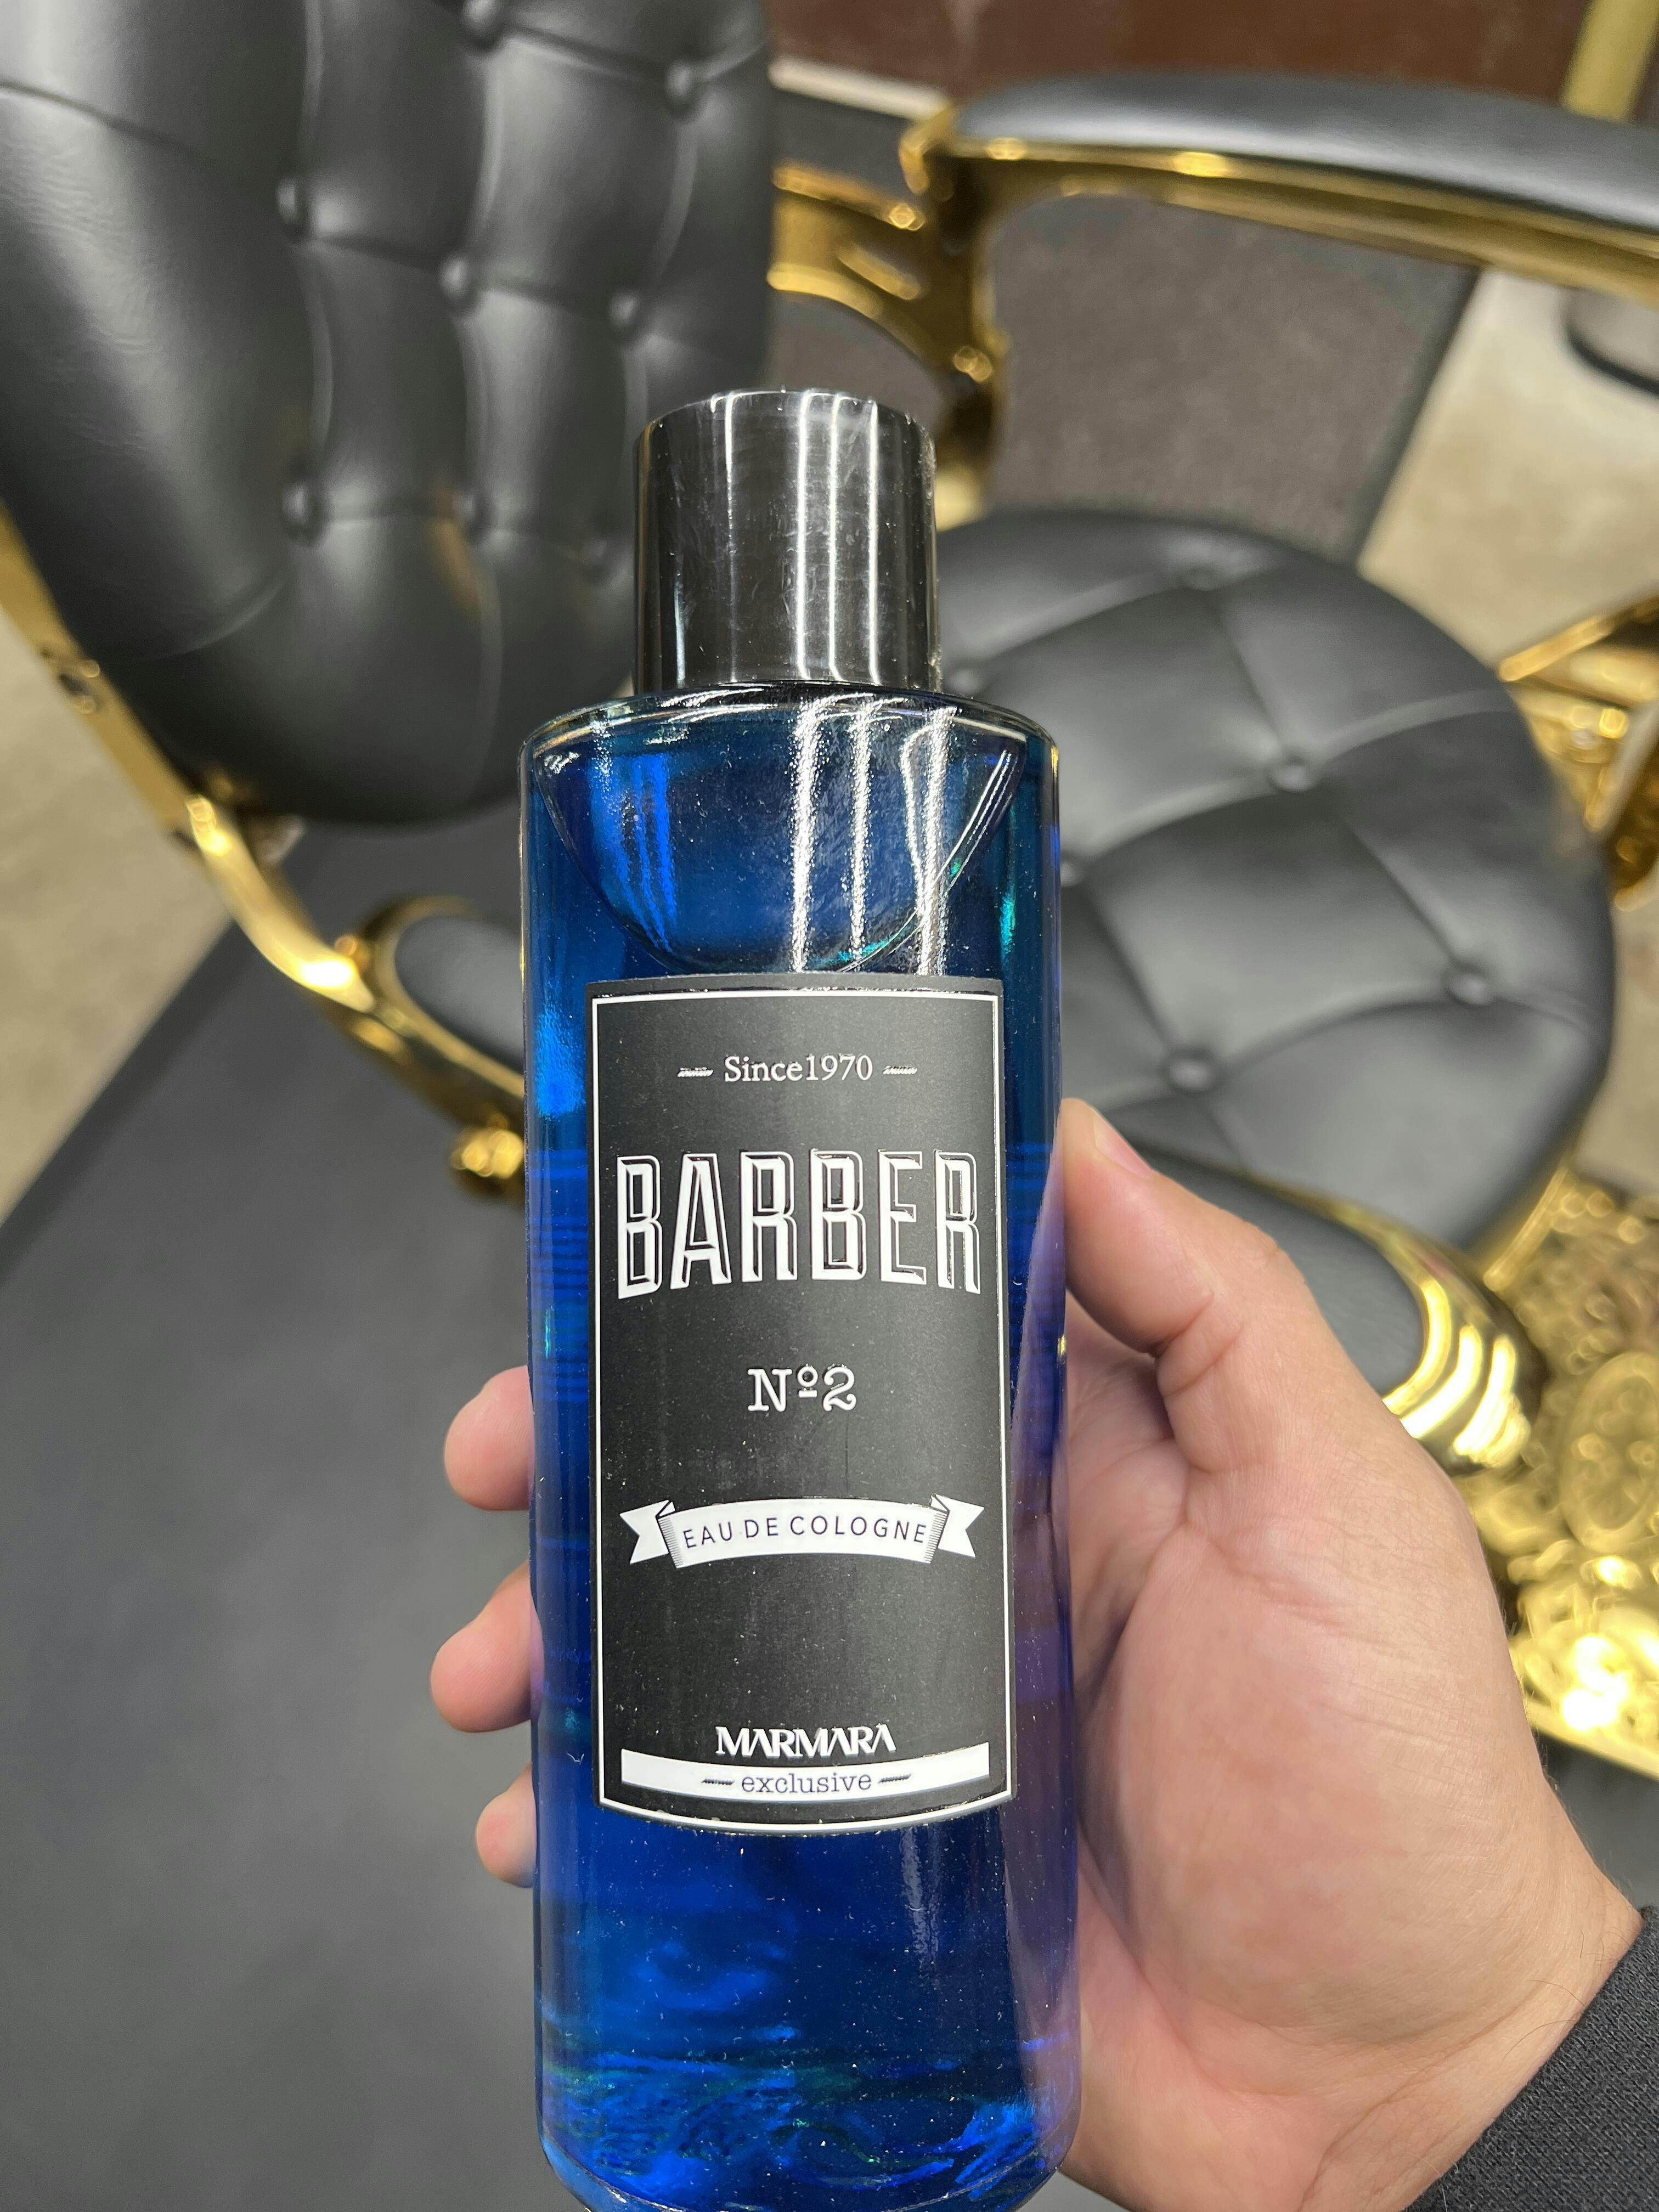 Since1970
BARBER
Nº2
EAU DE COLOGNE
MARMARA
exclusive